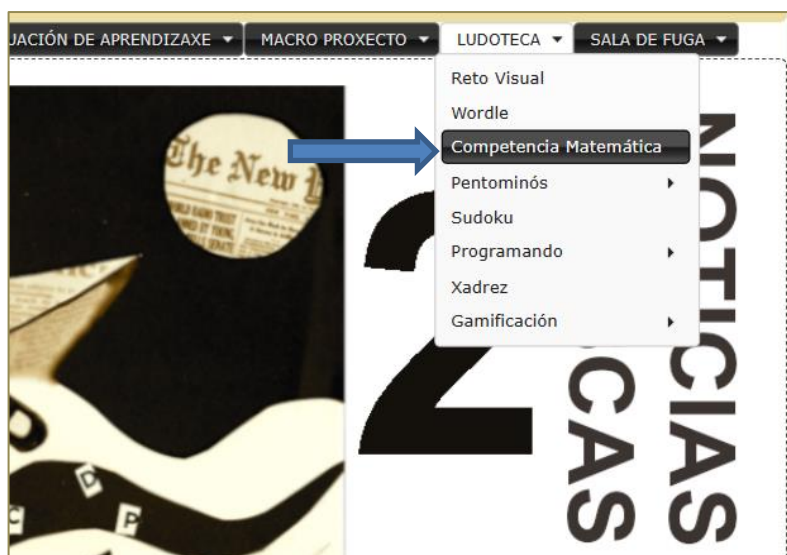 UACIÓN DE APRENDIZAXE
MACRO PROXECTO
LUDOTECA
SALA DE FUGA
Reto Visual
Wordle
Competencia Matemática
Pentominós
Sudoku
Programando
Xadrez
Gamificación
The New
2
NOTICIAS
CAS
D
P
C